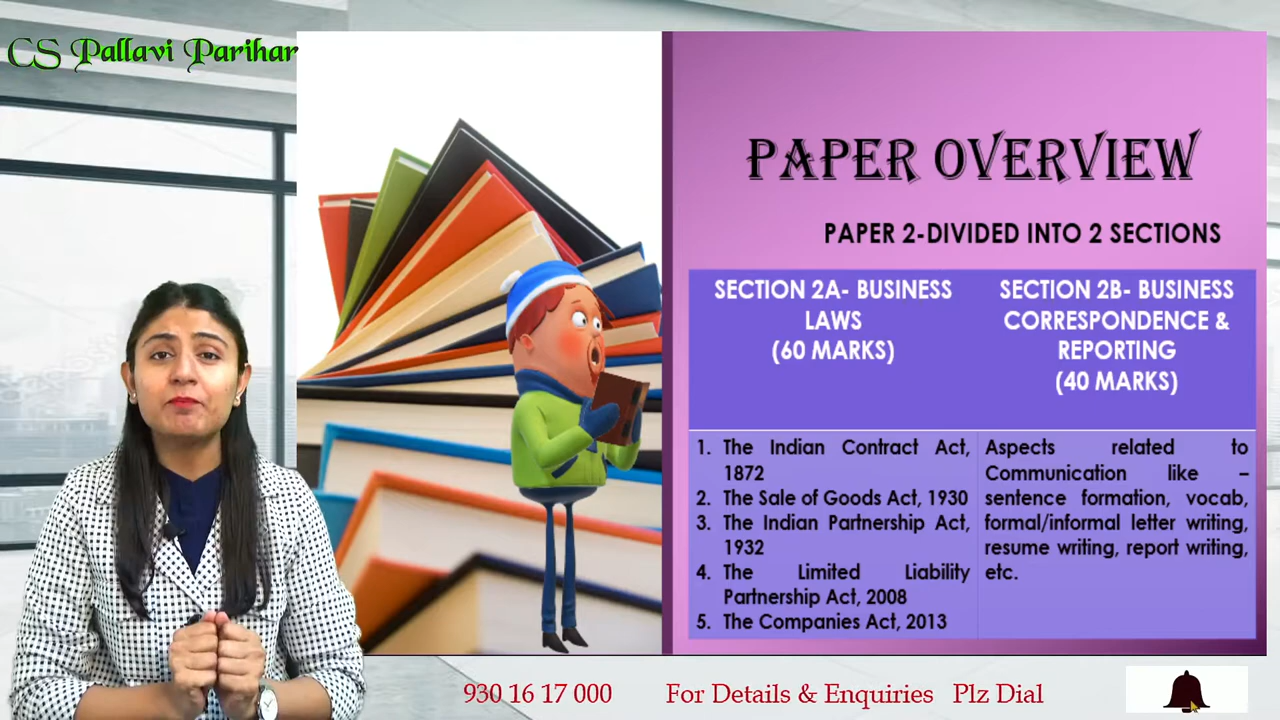 CS Pallavi Parihar
PAPER OVERVIEW
PAPER 2-DIVIDED INTO 2 SECTIONS
SECTION 2A- BUSINESS
LAWS
(60 MARKS)
SECTION 2B- BUSINESS
CORRESPONDENCE &
REPORTING
(40 MARKS)
1. The Indian Contract Act,
1872
2. The Sale of Goods Act, 1930
3. The Indian Partnership Act,
1932
4. The Limited Liability
Partnership Act, 2008
5. The Companies Act, 2013
Aspects related to
Communication like –
sentence formation, vocab,
formal/informal letter writing,
resume writing, report writing,
etc.
930 16 17 000 For Details & Enquiries Plz Dial